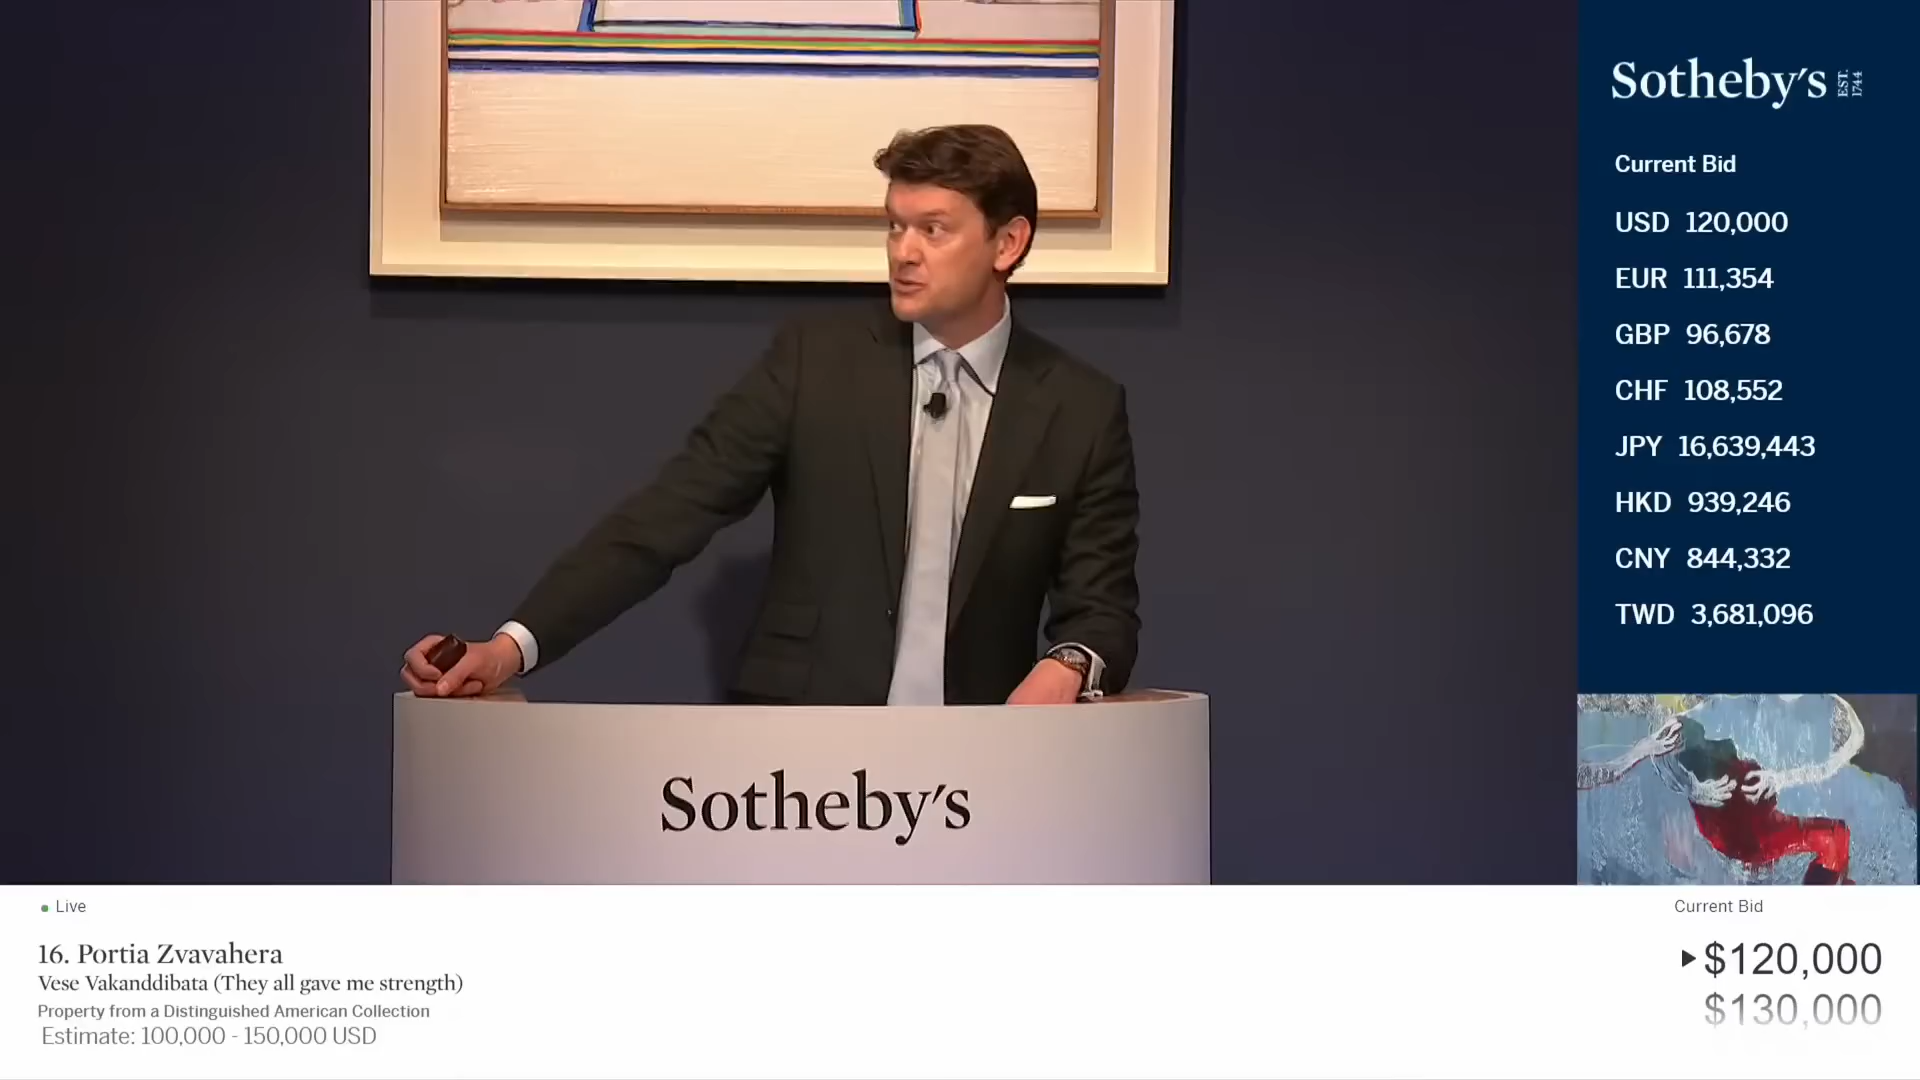 Sotheby's EST. 1744
Current Bid
USD 120,000
EUR 111,354
GBP 96,678
CHF 108,552
JPY 16,639,443
HKD 939,246
CNY 844,332
TWD 3,681,096
Sotheby's
Live
Current Bid
16. Portia Zvavahera
Vese Vakanddibata (They all gave me strength)
Property from a Distinguished American Collection
Estimate: 100,000 - 150,000 USD
$120,000
$130,000